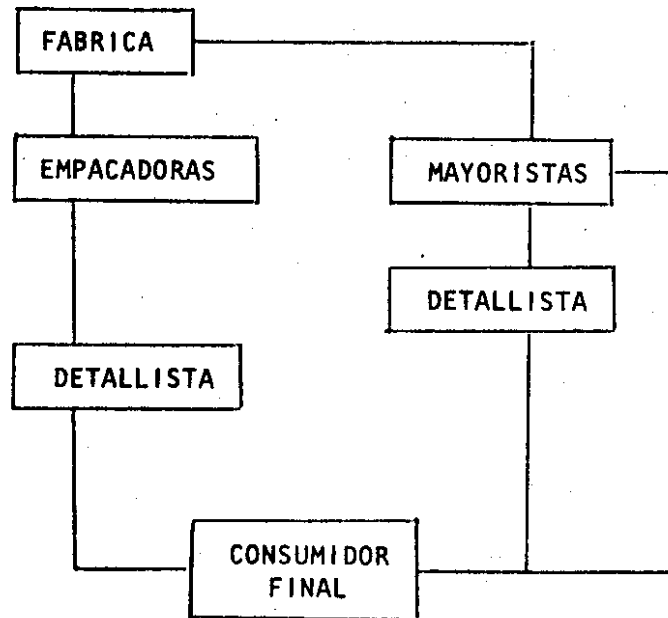 FABRICA
EMPACADORAS
MAYORISTAS
DETALLISTA
DETALLISTA
CONSUMIDOR
FINAL